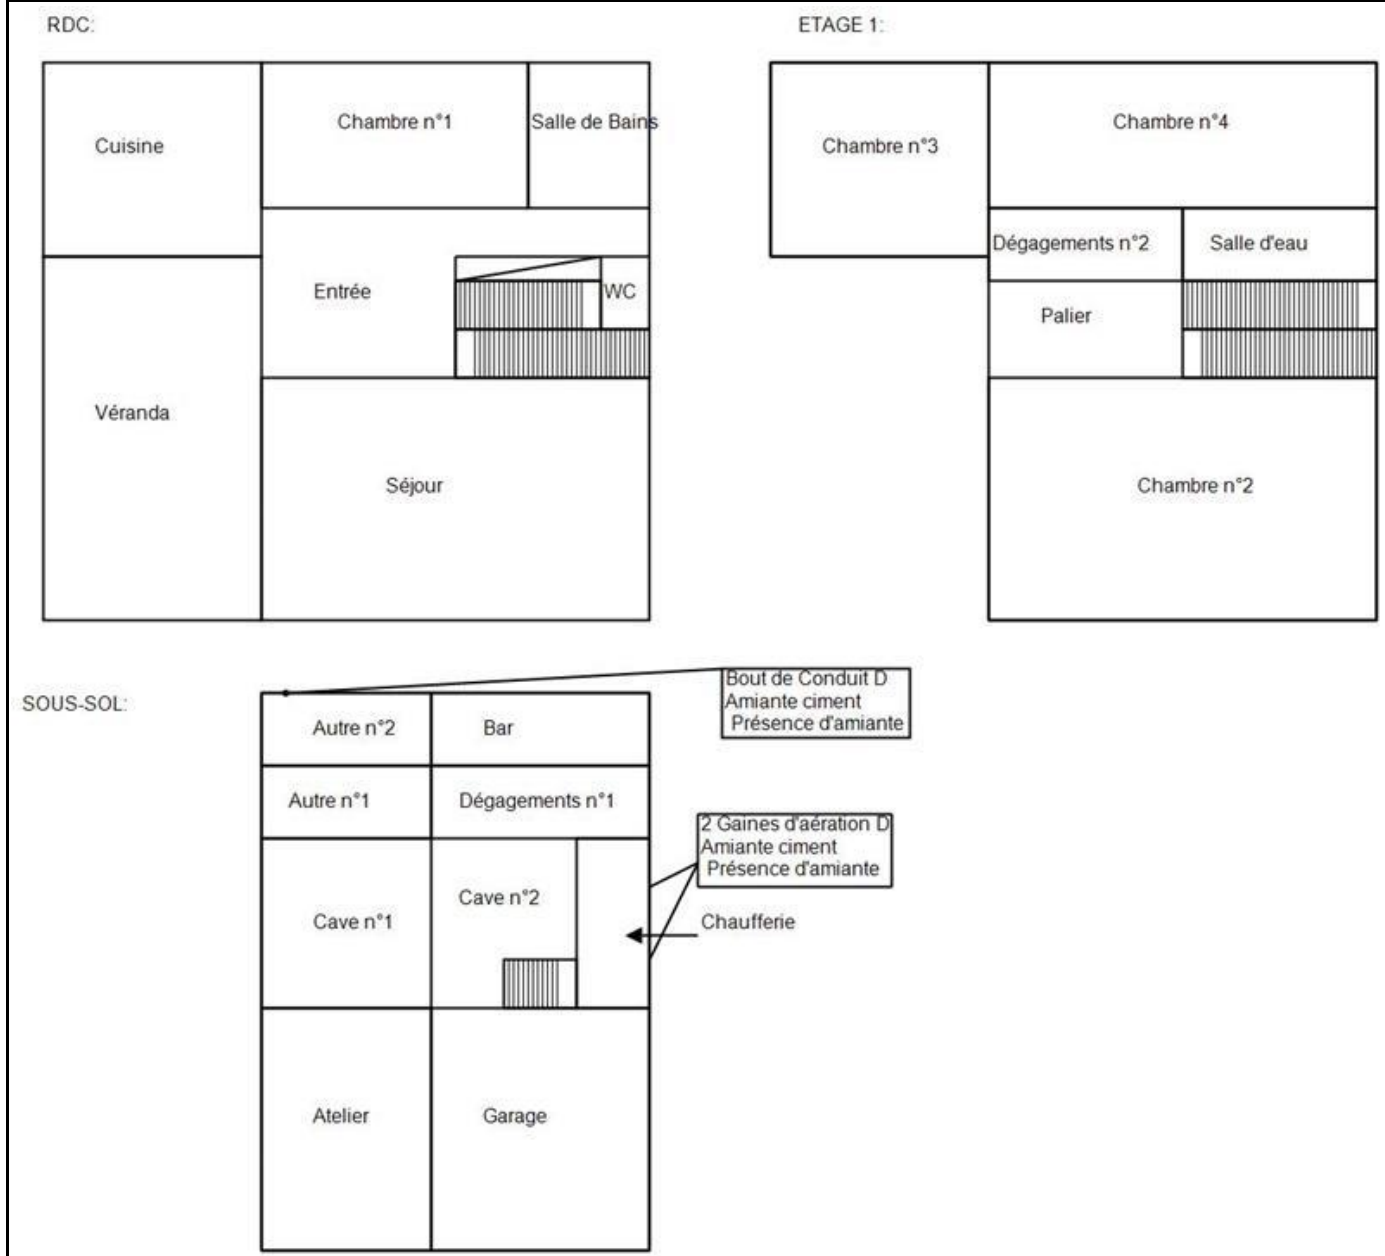 RDC:
ETAGE 1:
Cuisine
Chambre n°1
Salle de Bains
Entrée
WC
Véranda
Séjour
Chambre n°3
Chambre n°4
Dégagements n°2
Salle d'eau
Palier
Chambre n°2
SOUS-SOL:
Bout de Conduit D
Amiante ciment
Présence d'amiante
Autre n°2
Bar
Autre n°1
Dégagements n°1
2 Gaines d'aération D
Amiante ciment
Présence d'amiante
Cave n°1
Cave n°2
Chaufferie
Atelier
Garage